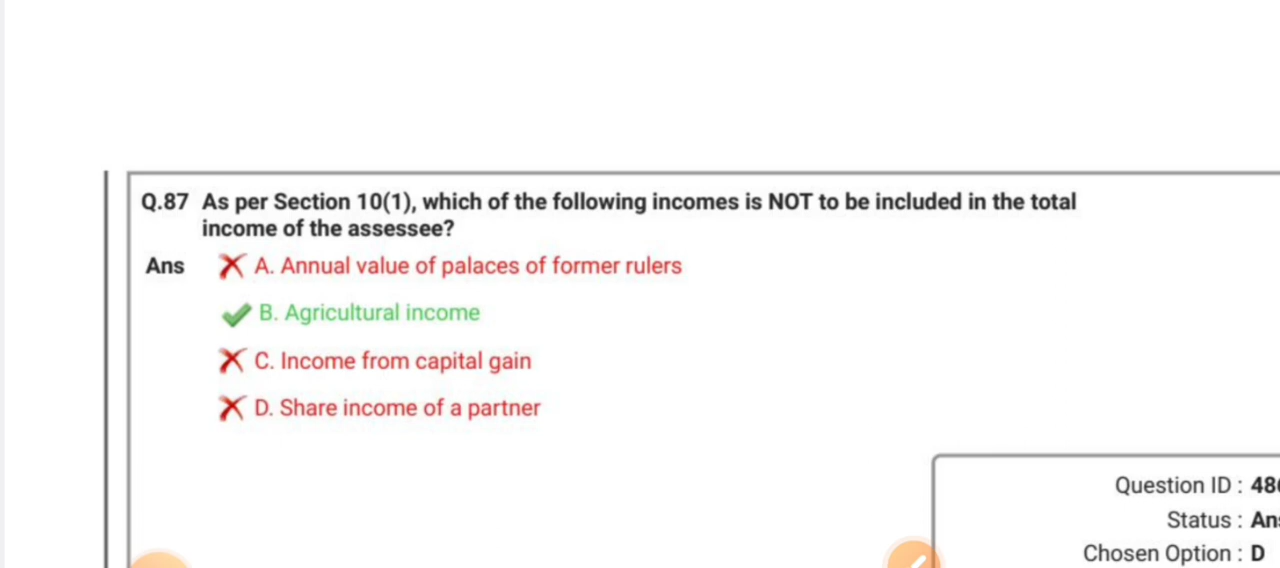 Q.87 As per Section 10(1), which of the following incomes is NOT to be included in the total
income of the assessee?
Ans A. Annual value of palaces of former rulers
B. Agricultural income
C. Income from capital gain
D. Share income of a partner
Question ID :
Status :
Chosen Option : D